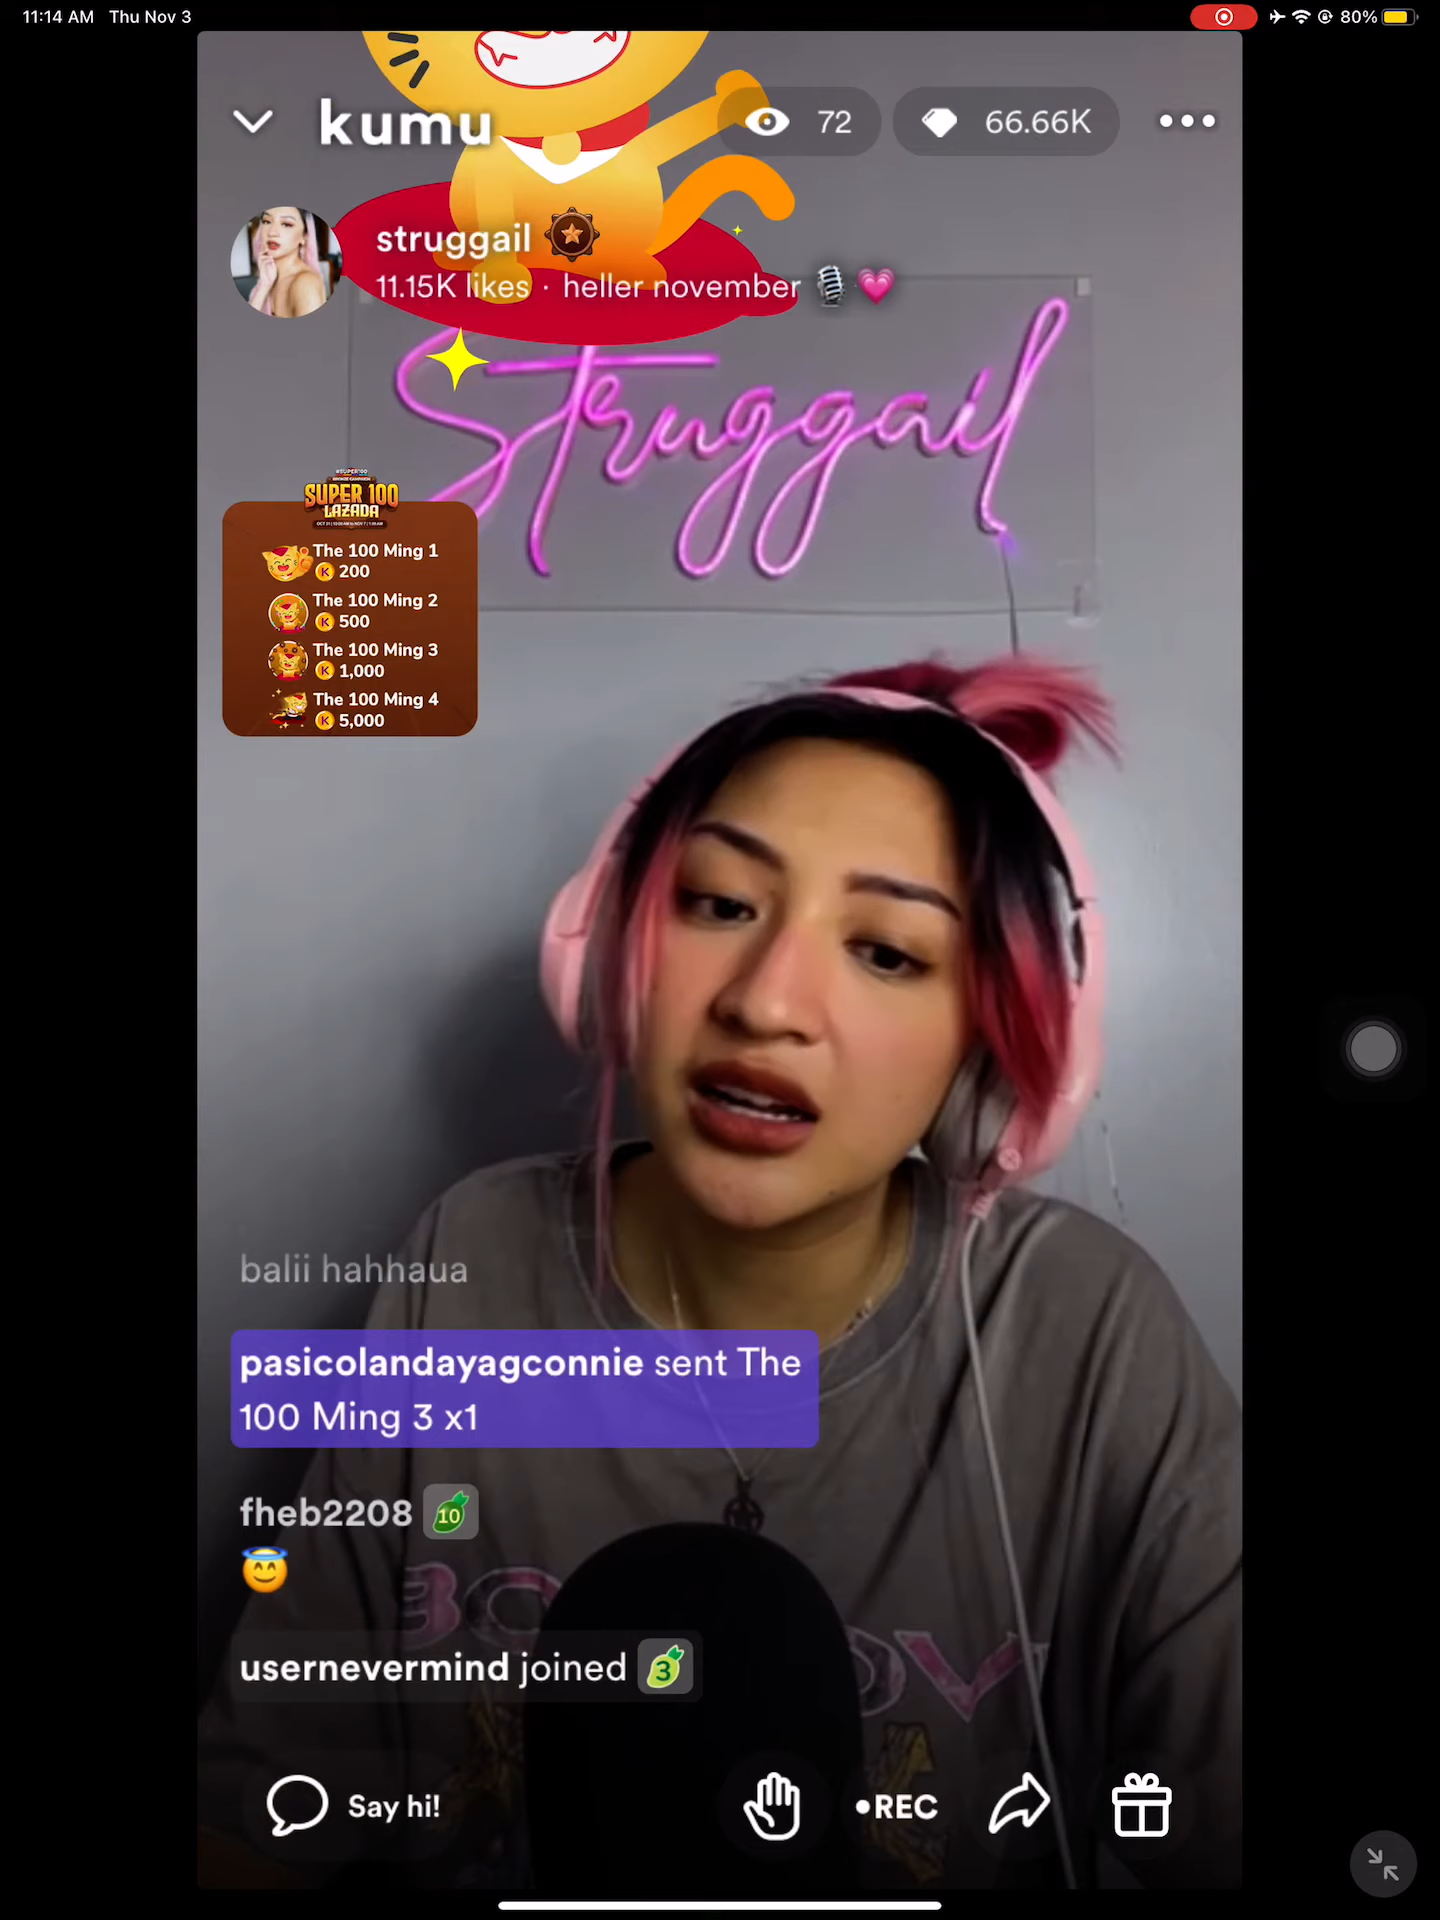 11:14 AM Thu Nov 3
80%
kumu
72
66.66K
struggail
11.15K likes · heller november
Struggail
#SUPER100
BRONZE CAMPAIGN
SUPER 100
LAZADA
The 100 Ming 1
K 200
The 100 Ming 2
K 500
The 100 Ming 3
K 1,000
The 100 Ming 4
K 5,000
balii hahhaua
pasicolandayagconnie sent The
100 Ming 3 x1
fheb2208 10
usernevermind joined 3
Say hi!
•REC